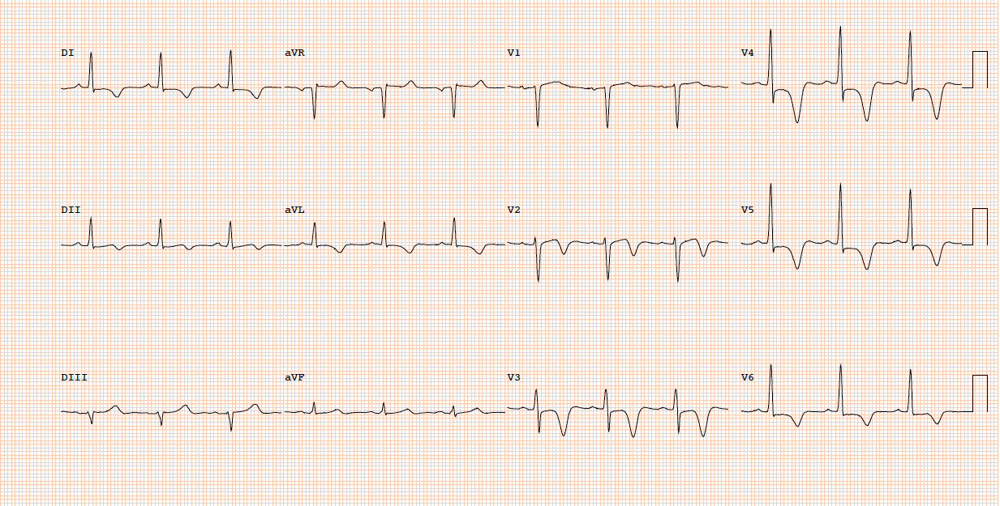 DI aVR V1 V4
DII aVL V2 V5
DIII aVF V3 V6